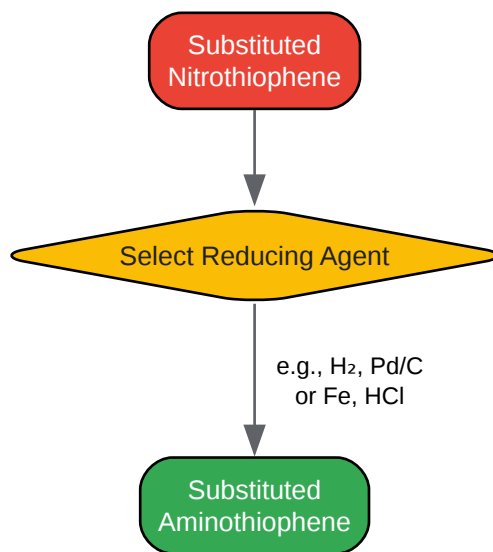 Substituted
Nitrothiophene
Select Reducing Agent
e.g., H₂, Pd/C
or Fe, HCl
Substituted
Aminothiophene